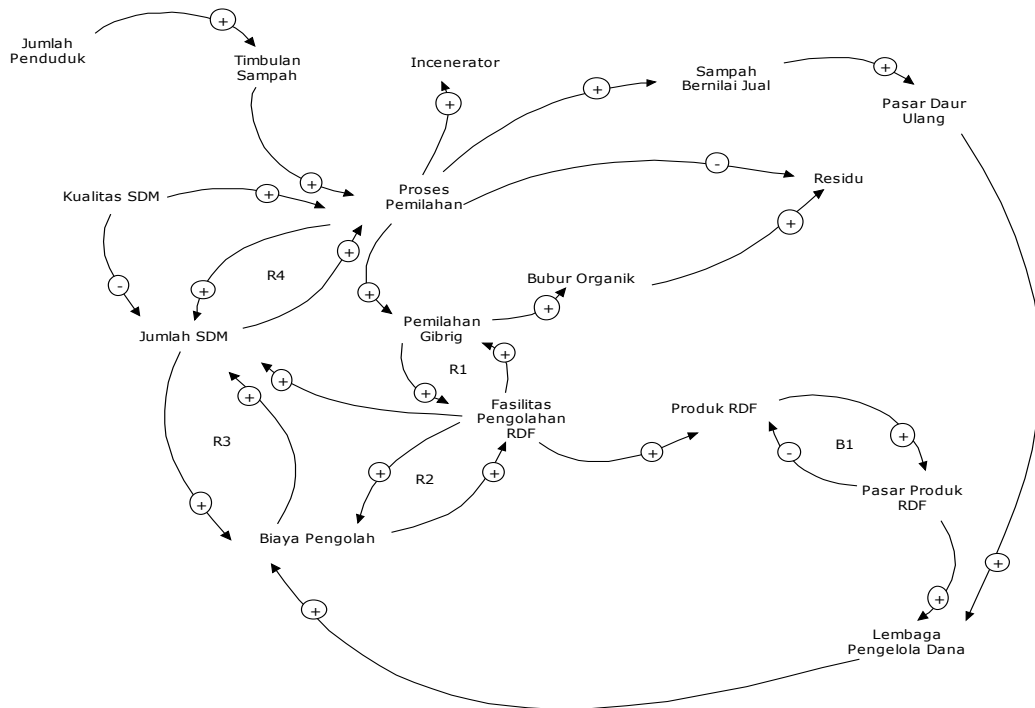 Jumlah
Penduduk
+
Timbulan
Sampah
Incenerator
+
+
Sampah
Bernilai Jual
+
Pasar Daur
Ulang
Kualitas SDM
+
+
Proses
Pemilahan
-
Residu
-
+
R4
+
+
Bubur Organik
+
Jumlah SDM
Pemilahan
Gibrig
+
+
R1
+
+
+
Fasilitas
Pengolahan
RDF
Produk RDF
R3
+
R2
+
+
-
B1
+
Pasar Produk
RDF
+
Biaya Pengolah
+
+
+
Lembaga
Pengelola Dana